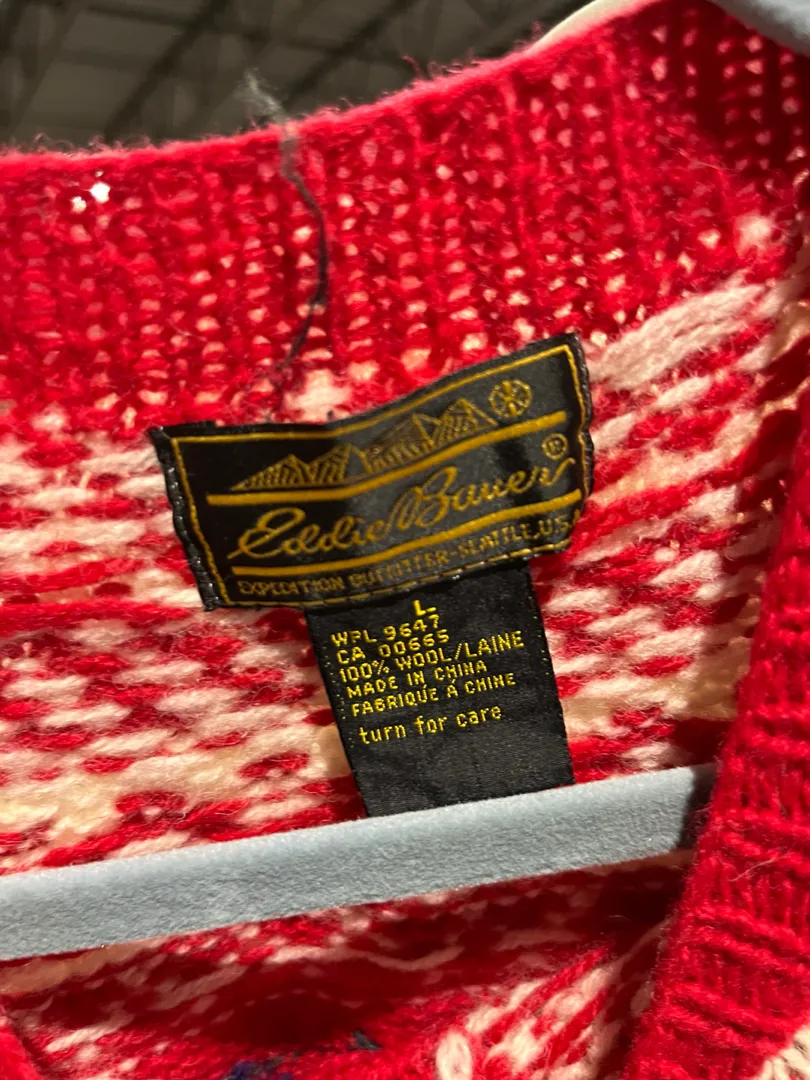 Eddie Bauer®
EXPEDITION OUTFITTER-SEATTLE, U.S.A
L
WPL 9647
CA 00665
100% WOOL/LAINE
MADE IN CHINA
FABRIQUÉ À CHINE
turn for care